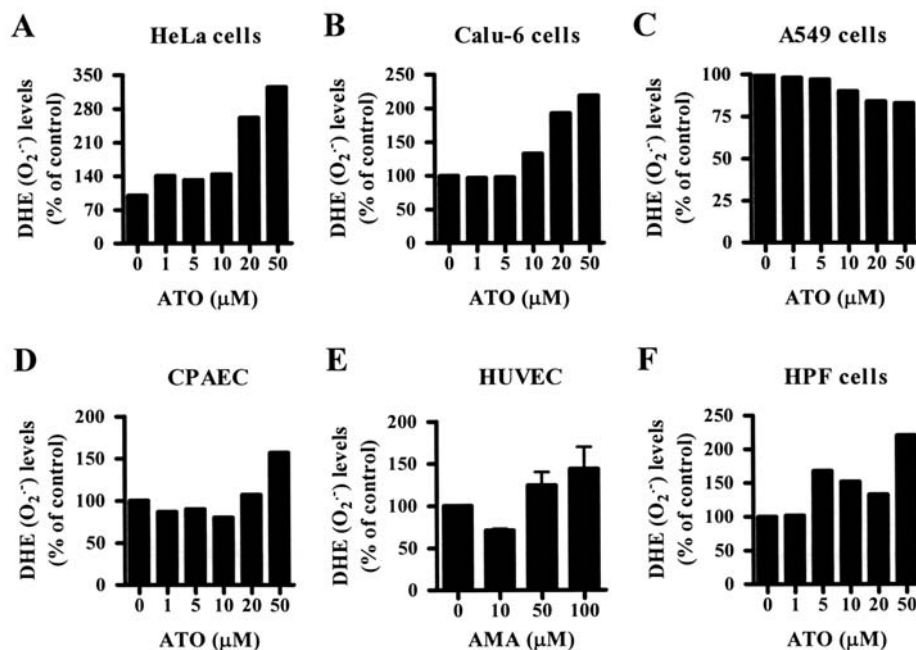 A
HeLa cells
DHE (O₂·⁻) levels
(% of control)
350
280
210
140
70
0
0 1 5 10 20 50
ATO (μM)
B
Calu-6 cells
DHE (O₂·⁻) levels
(% of control)
250
200
150
100
50
0
0 1 5 10 20 50
ATO (μM)
C
A549 cells
DHE (O₂·⁻) levels
(% of control)
100
75
50
25
0
0 1 5 10 20 50
ATO (μM)
D
CPAEC
DHE (O₂·⁻) levels
(% of control)
200
150
100
50
0
0 1 5 10 20 50
ATO (μM)
E
HUVEC
DHE (O₂·⁻) levels
(% of control)
200
150
100
50
0
0 10 50 100
AMA (μM)
F
HPF cells
DHE (O₂·⁻) levels
(% of control)
250
200
150
100
50
0
0 1 5 10 20 50
ATO (μM)